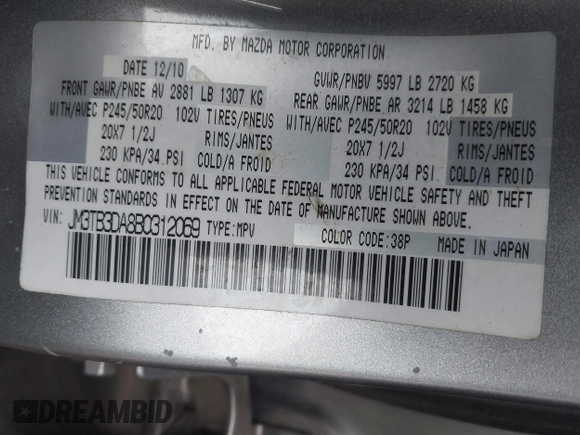 MFD. BY MAZDA MOTOR CORPORATION
DATE 12/10 GVWR/PNBV 5997 LB 2720 KG
FRONT GAWR/PNBE AV 2881 LB 1307 KG REAR GAWR/PNBE AR 3214 LB 1458 KG
WITH/AVEC P245/50R20 102V TIRES/PNEUS WITH/AVEC P245/50R20 102V TIRES/PNEUS
20X7 1/2J RIMS/JANTES 20X7 1/2J RIMS/JANTES
230 KPA/34 PSI COLD/A FROID 230 KPA/34 PSI COLD/A FROID
THIS VEHICLE CONFORMS TO ALL APPLICABLE FEDERAL MOTOR VEHICLE SAFETY AND THEFT
PREVENTION STANDARDS IN EFFECT ON THE DATE OF MANUFACTURE SHOWN ABOVE.
VIN: JM3TB3DA8B0312069 TYPE:MPV COLOR CODE:38P MADE IN JAPAN
DREAMBID